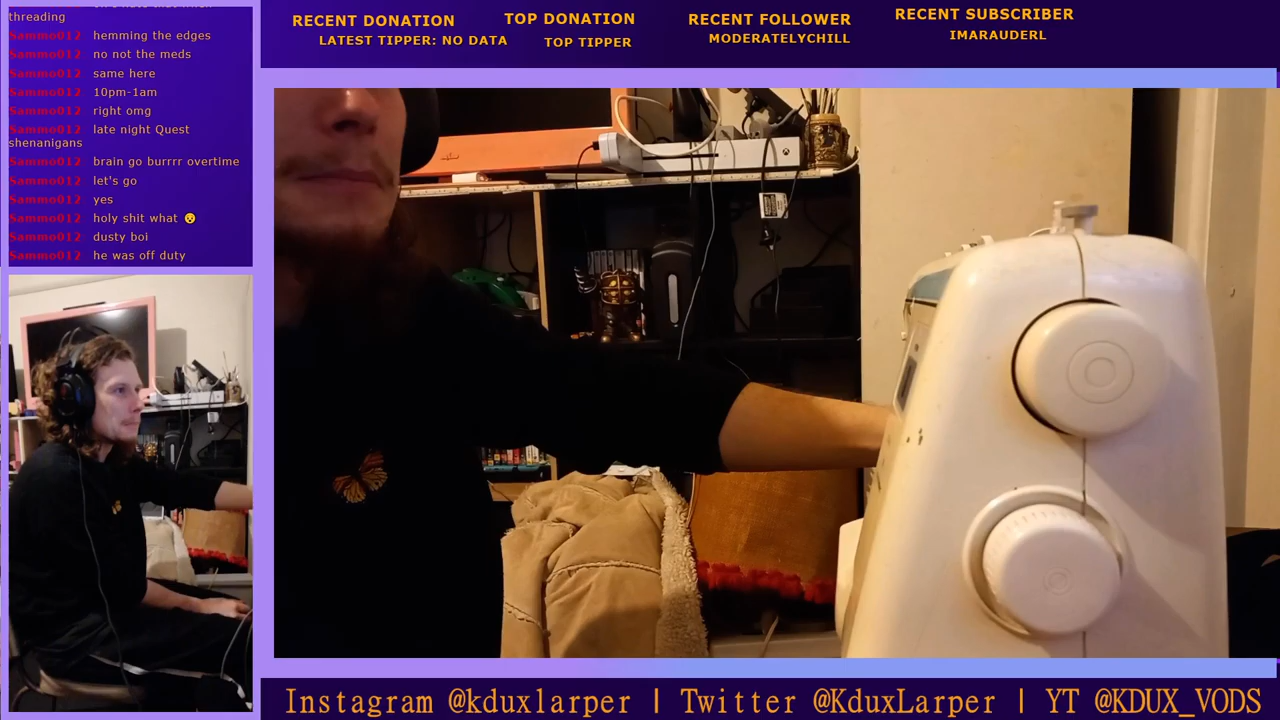 threading
Sammo012 hemming the edges
Sammo012 no not the meds
Sammo012 same here
Sammo012 10pm-1am
Sammo012 right omg
Sammo012 late night Quest
shenanigans
Sammo012 brain go burrrr overtime
Sammo012 let's go
Sammo012 yes
Sammo012 holy shit what 😧
Sammo012 dusty boi
Sammo012 he was off duty
RECENT DONATION
LATEST TIPPER: NO DATA
TOP DONATION
TOP TIPPER
RECENT FOLLOWER
MODERATELYCHILL
RECENT SUBSCRIBER
IMARAUDERL
Instagram @kduxlarper | Twitter @KduxLarper | YT @KDUX_VODS